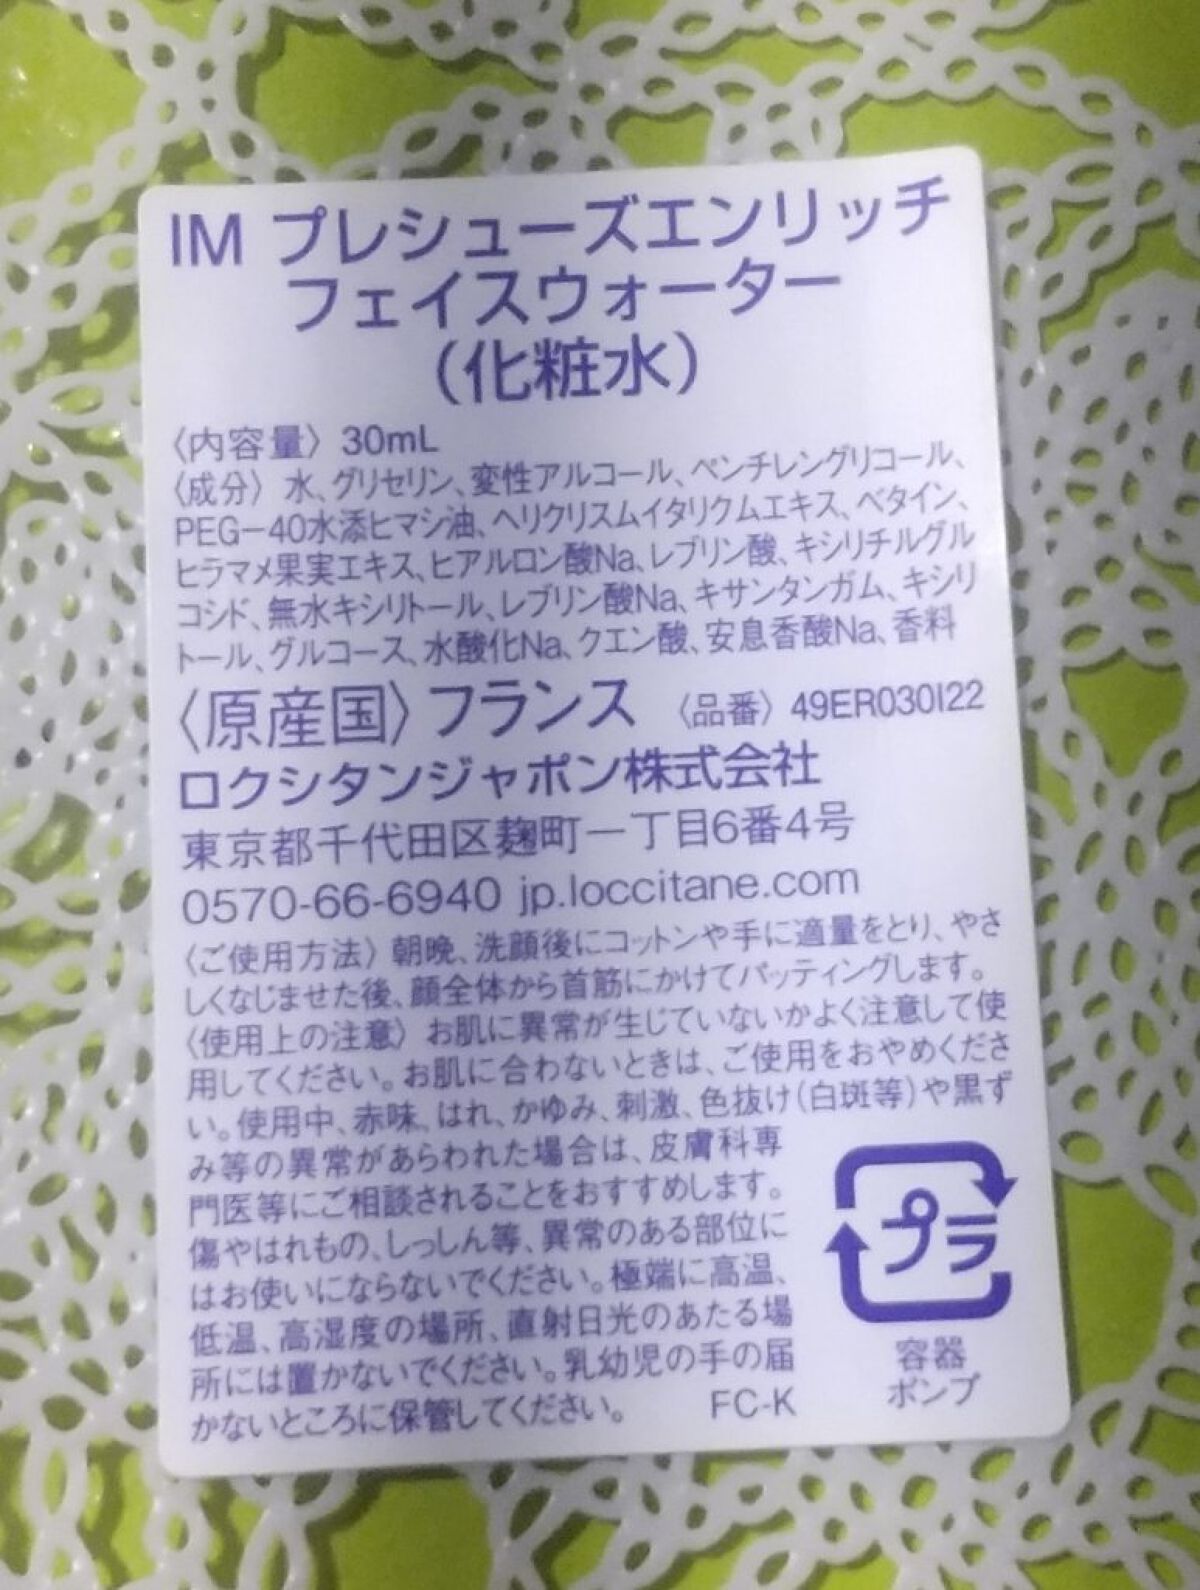 IM プレシューズエンリッチ
フェイスウォーター
（化粧水）
〈内容量〉 30mL
〈成分〉 水、グリセリン、変性アルコール、ペンチレングリコール、
PEG－40水添ヒマシ油、ヘリクリスムイタリクムエキス、ベタイン、
ヒラマメ果実エキス、ヒアルロン酸Na、レブリン酸、キシリチルグル
コシド、無水キシリトール、レブリン酸Na、キサンタンガム、キシリ
トール、グルコース、水酸化Na、クエン酸、安息香酸Na、香料
〈原産国〉フランス 〈品番〉 49ER030I22
ロクシタンジャポン株式会社
東京都千代田区麹町一丁目6番4号
0570-66-6940 jp.loccitane.com
〈ご使用方法〉 朝晩、洗顔後にコットンや手に適量をとり、やさ
しくなじませた後、顔全体から首筋にかけてパッティングします。
〈使用上の注意〉 お肌に異常が生じていないかよく注意して使
用してください。お肌に合わないときは、ご使用をおやめくださ
い。使用中、赤味、はれ、かゆみ、刺激、色抜け（白斑等）や黒ず
み等の異常があらわれた場合は、皮膚科専
門医等にご相談されることをおすすめします。
傷やはれもの、しっしん等、異常のある部位に
はお使いにならないでください。極端に高温、
低温、高湿度の場所、直射日光のあたる場
所には置かないでください。乳幼児の手の届
かないところに保管してください。 FC-K
プラ
容器
ポンプ